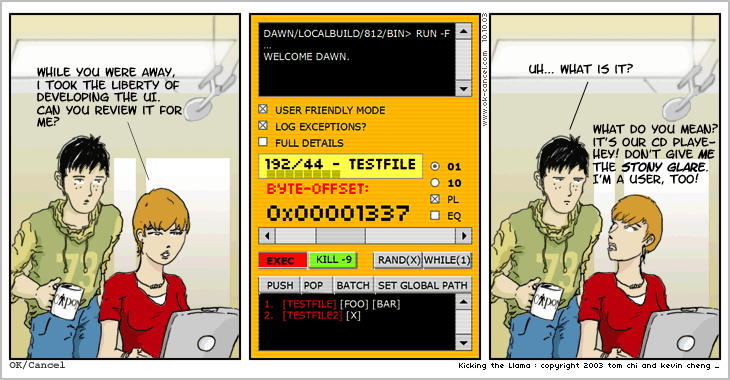 WHILE YOU WERE AWAY,
I TOOK THE LIBERTY OF
DEVELOPING THE UI.
CAN YOU REVIEW IT FOR
ME?
73
DAWN/LOCALBUILD/812/BIN> RUN -F
...
WELCOME DAWN.
USER FRIENDLY MODE
LOG EXCEPTIONS?
FULL DETAILS
192/44 - TESTFILE
01
BYTE-OFFSET:
10
0x00001337
PL
EQ
EXEC KILL -9 RAND(X) WHILE(1)
PUSH POP BATCH SET GLOBAL PATH
1. [TESTFILE] [FOO] [BAR]
2. [TESTFILE2] [X]
www.ok-cancel.com 10.10.03
UH... WHAT IS IT?
WHAT DO YOU MEAN?
IT'S OUR CD PLAYE-
HEY! DON'T GIVE ME
THE STONY GLARE.
I'M A USER, TOO!
73
OK/Cancel
Kicking the Llama : copyright 2003 tom chi and kevin cheng _